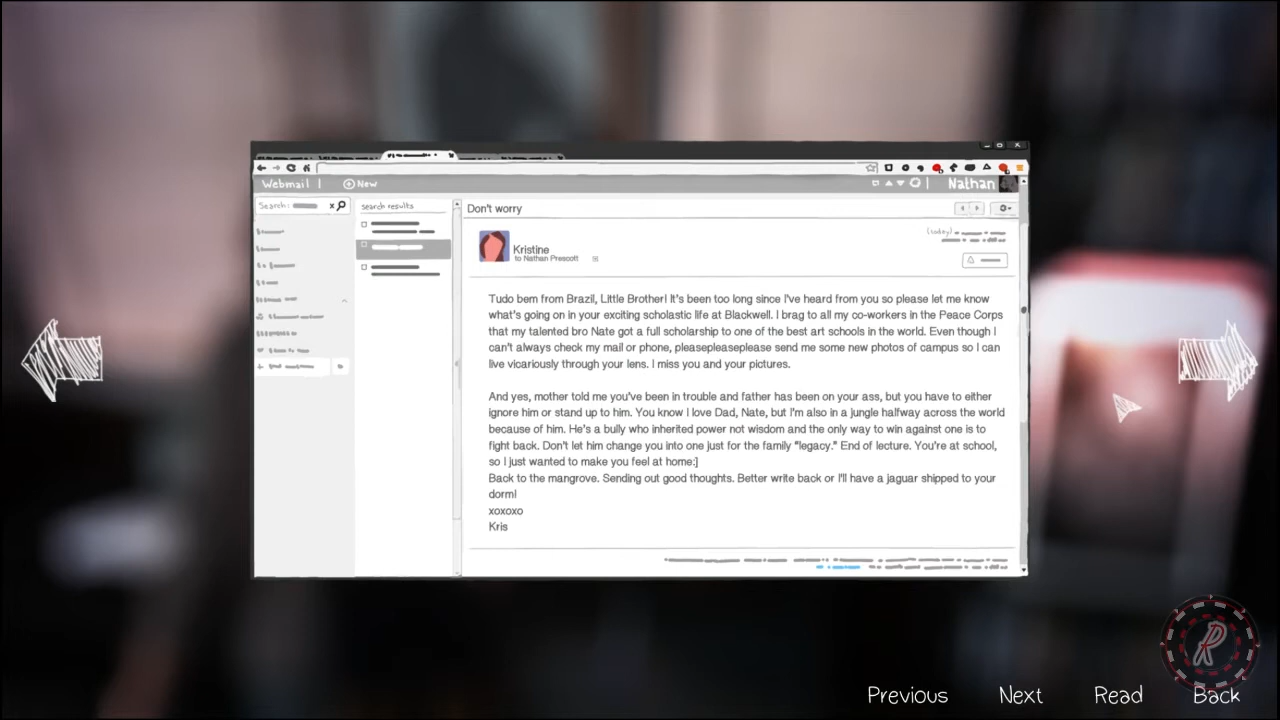 Webmail | New
Nathan
Search:
x
search results
Don't worry
Kristine
to Nathan Prescott
(today)
Tudo bem from Brazil, Little Brother! It's been too long since I've heard from you so please let me know
what's going on in your exciting scholastic life at Blackwell. I brag to all my co-workers in the Peace Corps
that my talented bro Nate got a full scholarship to one of the best art schools in the world. Even though I
can't always check my mail or phone, pleasepleaseplease send me some new photos of campus so I can
live vicariously through your lens. I miss you and your pictures.
And yes, mother told me you've been in trouble and father has been on your ass, but you have to either
ignore him or stand up to him. You know I love Dad, Nate, but I'm also in a jungle halfway across the world
because of him. He's a bully who inherited power not wisdom and the only way to win against one is to
fight back. Don't let him change you into one just for the family "legacy." End of lecture. You're at school,
so I just wanted to make you feel at home:]
Back to the mangrove. Sending out good thoughts. Better write back or I'll have a jaguar shipped to your
dorm!
xoxoxo
Kris
R
Previous Next Read Back